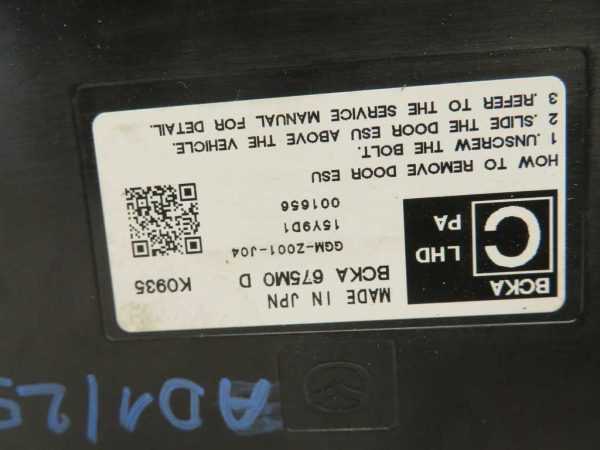 BCKA
C
LHD
PA
MADE IN JPN
BCKA 675M0 D
K0935
GGM-Z001-J04
15Y9D1
001656
HOW TO REMOVE DOOR ESU
1 .UNSCREW THE BOLT.
2 .SLIDE THE DOOR ESU ABOVE THE VEHICLE.
3 .REFER TO THE SERVICE MANUAL FOR DETAIL.
AD1/25